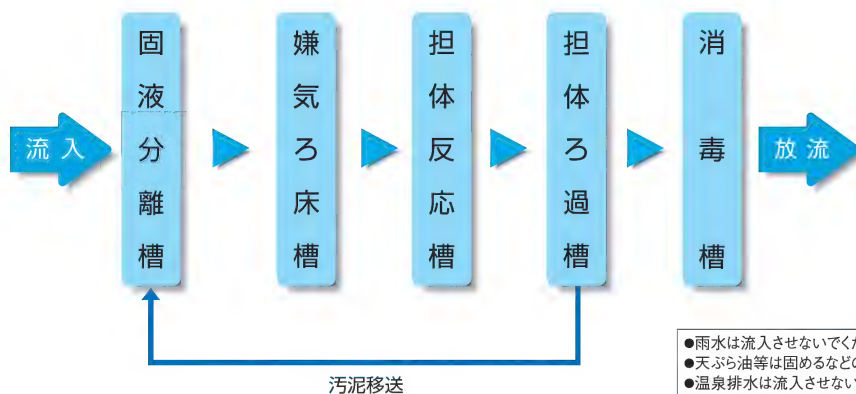 流入
固液分離槽
嫌気ろ床槽
担体反応槽
担体ろ過槽
消毒槽
放流
汚泥移送
●雨水は流入させないでく
●天ぷら油等は固めるなどの
●温泉排水は流入させない